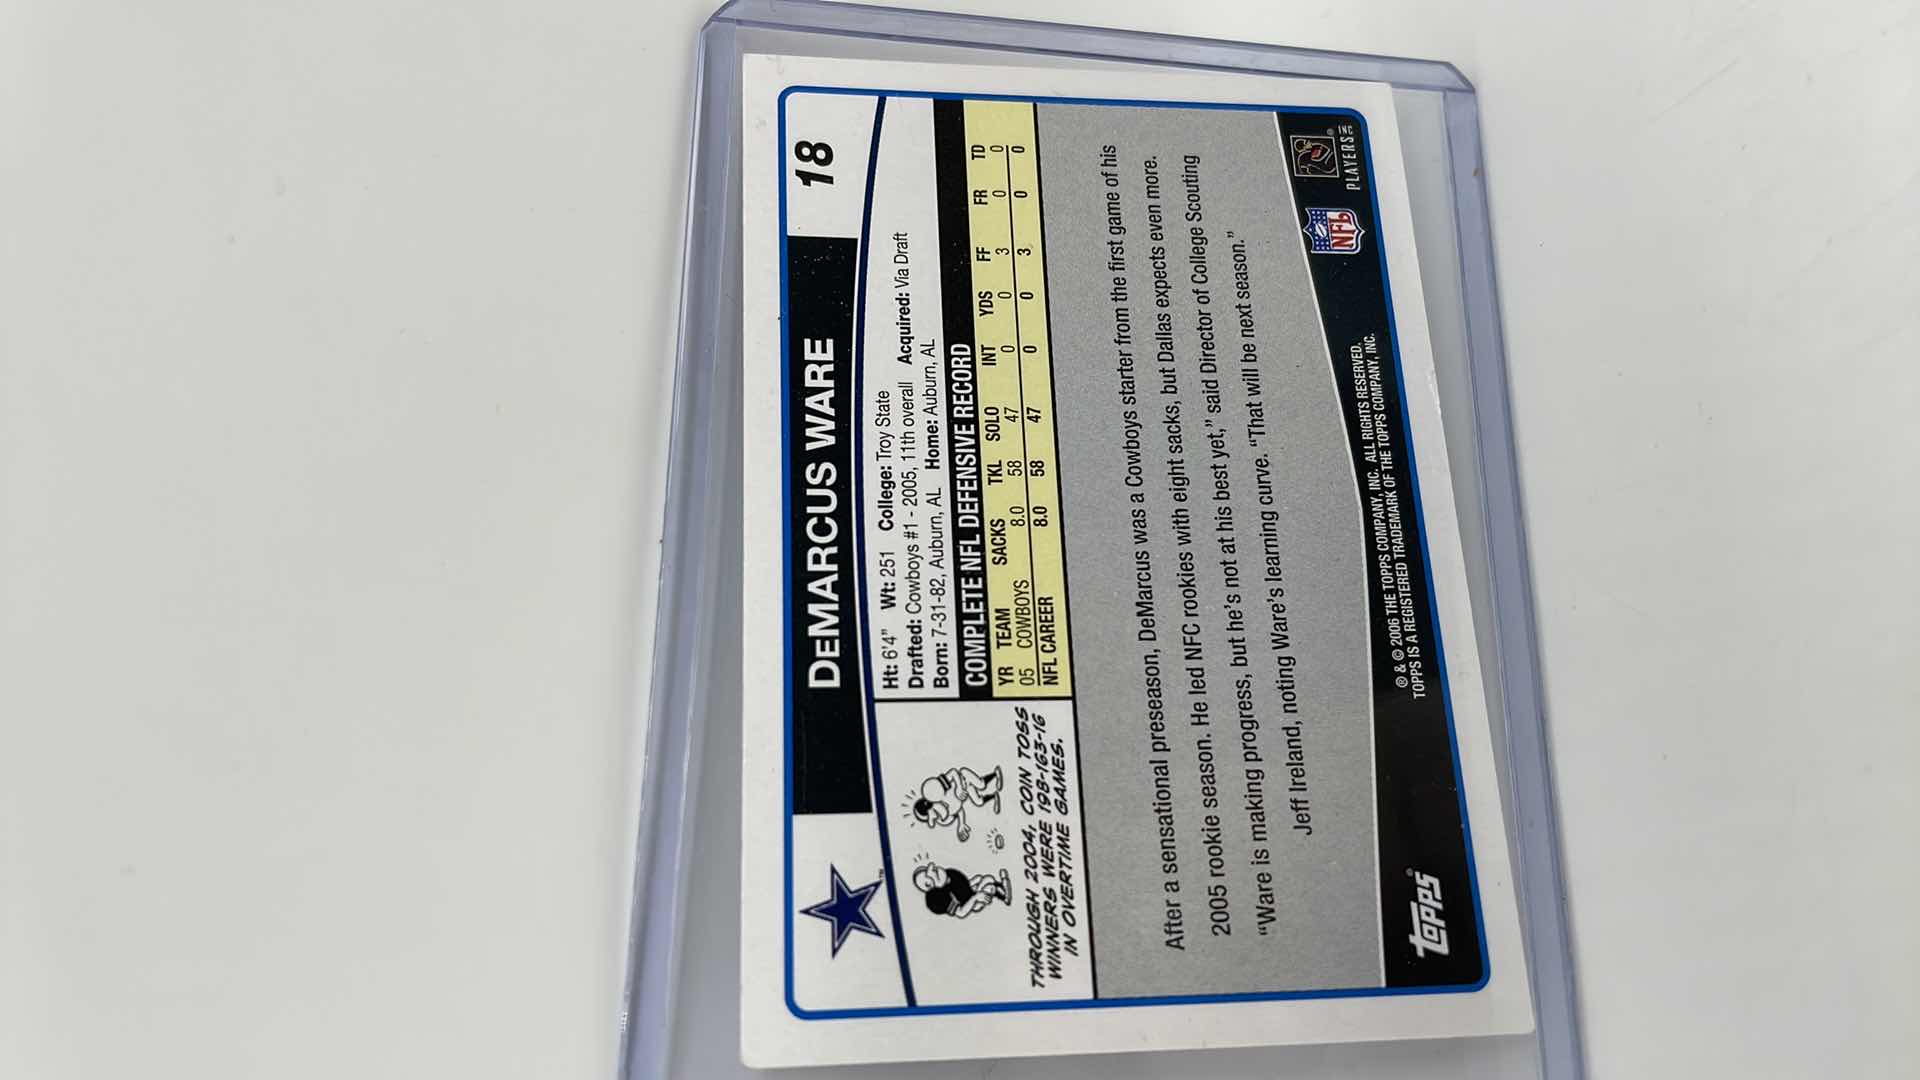 DeMARCUS WARE 18
Ht: 6'4" Wt: 251 College: Troy State
Drafted: Cowboys #1 - 2005, 11th overall Acquired: Via Draft
Born: 7-31-82, Auburn, AL Home: Auburn, AL
COMPLETE NFL DEFENSIVE RECORD
YR TEAM SACKS TKL SOLO INT YDS FF FR TD
05 COWBOYS 8.0 58 47 0 0 3 0 0
NFL CAREER 8.0 58 47 0 0 3 0 0
THROUGH 2004, COIN TOSS
WINNERS WERE 198-163-16
IN OVERTIME GAMES.
After a sensational preseason, DeMarcus was a Cowboys starter from the first game of his
2005 rookie season. He led NFC rookies with eight sacks, but Dallas expects even more.
“Ware is making progress, but he's not at his best yet,” said Director of College Scouting
Jeff Ireland, noting Ware's learning curve. “That will be next season.”
topps®
® & © 2006 THE TOPPS COMPANY, INC. ALL RIGHTS RESERVED.
TOPPS IS A REGISTERED TRADEMARK OF THE TOPPS COMPANY, INC.
NFL
PLAYERS INC